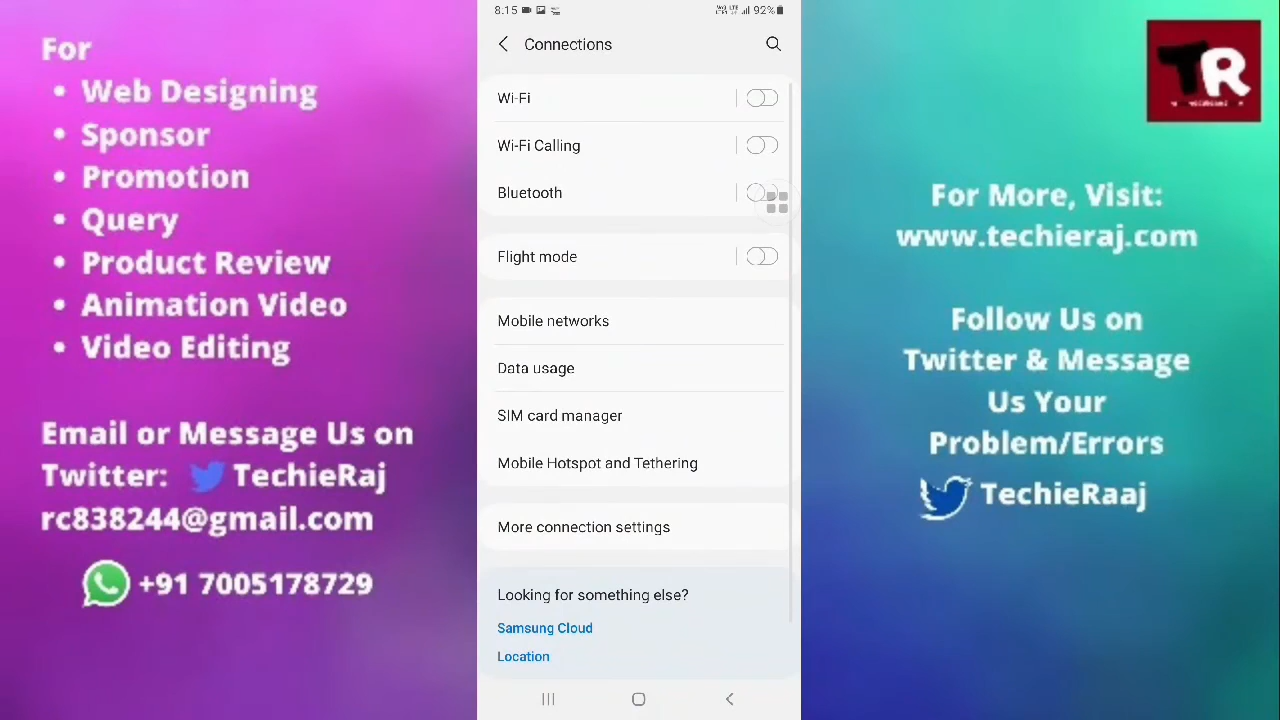 For
• Web Designing
• Sponsor
• Promotion
• Query
• Product Review
• Animation Video
• Video Editing
Email or Message Us on
Twitter: TechieRaj
rc838244@gmail.com
+91 7005178729
8:15
92%
Connections
Wi-Fi
Wi-Fi Calling
Bluetooth
Flight mode
Mobile networks
Data usage
SIM card manager
Mobile Hotspot and Tethering
More connection settings
Looking for something else?
Samsung Cloud
Location
TR
For More, Visit:
www.techieraj.com
Follow Us on
Twitter & Message
Us Your
Problem/Errors
TechieRaaj